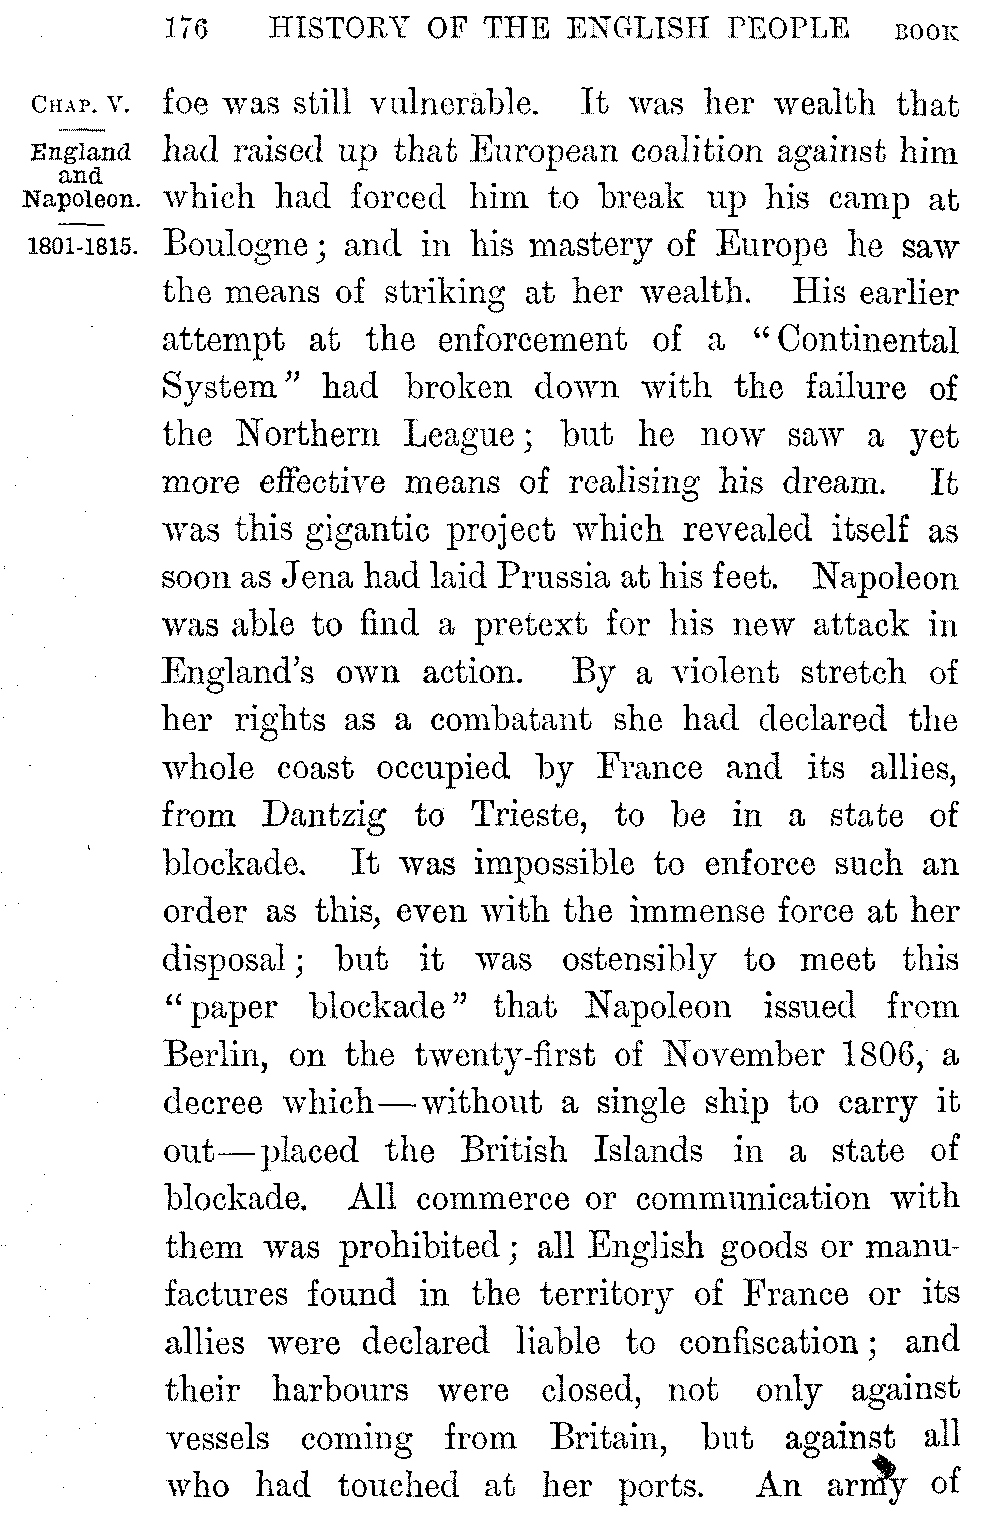 176 HISTORY OF THE ENGLISH PEOPLE BOOK
CHAP. V.
England
and
Napoleon.
1801-1815.
foe was still vulnerable. It was her wealth that
had raised up that European coalition against him
which had forced him to break up his camp at
Boulogne; and in his mastery of Europe he saw
the means of striking at her wealth. His earlier
attempt at the enforcement of a "Continental
System" had broken down with the failure of
the Northern League; but he now saw a yet
more effective means of realising his dream. It
was this gigantic project which revealed itself as
soon as Jena had laid Prussia at his feet. Napoleon
was able to find a pretext for his new attack in
England's own action. By a violent stretch of
her rights as a combatant she had declared the
whole coast occupied by France and its allies,
from Dantzig to Trieste, to be in a state of
blockade. It was impossible to enforce such an
order as this, even with the immense force at her
disposal; but it was ostensibly to meet this
"paper blockade" that Napoleon issued from
Berlin, on the twenty-first of November 1806, a
decree which—without a single ship to carry it
out—placed the British Islands in a state of
blockade. All commerce or communication with
them was prohibited; all English goods or manu-
factures found in the territory of France or its
allies were declared liable to confiscation; and
their harbours were closed, not only against
vessels coming from Britain, but against all
who had touched at her ports. An army of